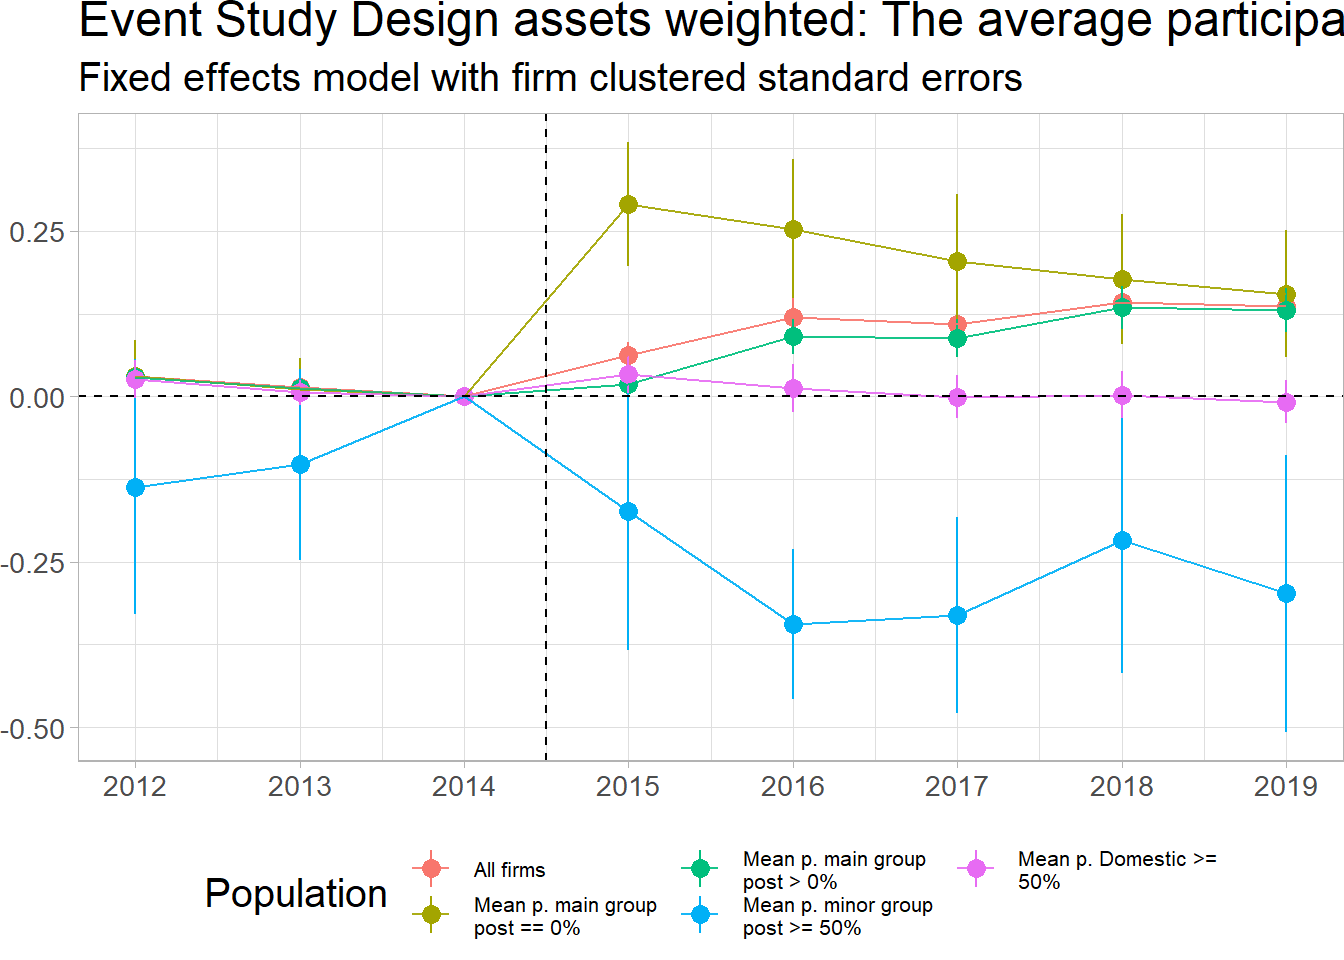 Event Study Design assets weighted: The average participa
Fixed effects model with firm clustered standard errors
0.25
0.00
-0.25
-0.50
2012 2013 2014 2015 2016 2017 2018 2019
Population
All firms
Mean p. main group
post == 0%
Mean p. main group
post > 0%
Mean p. minor group
post >= 50%
Mean p. Domestic >=
50%